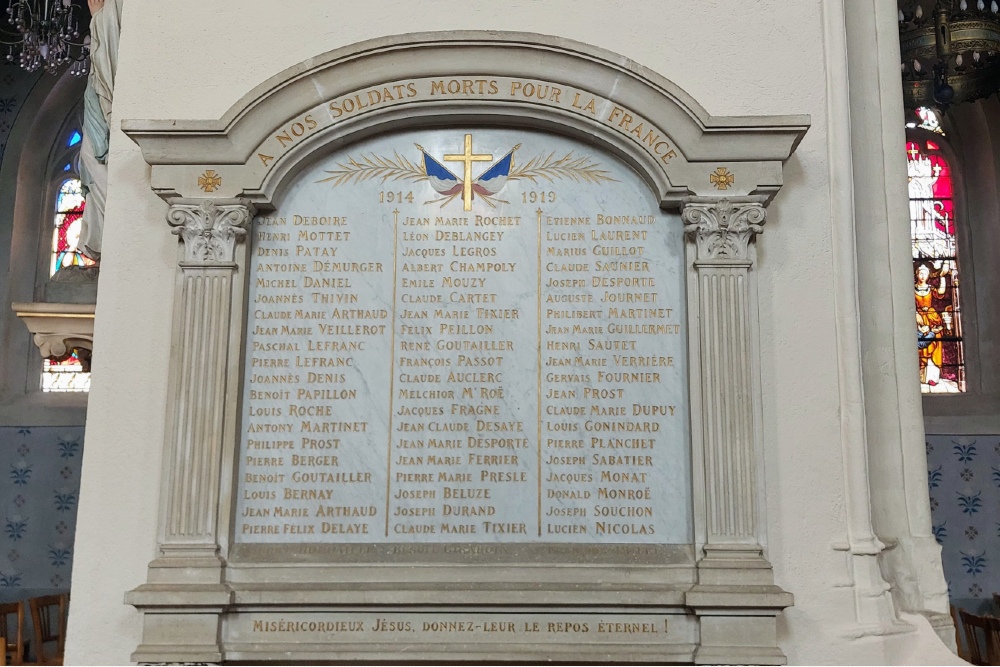 A NOS SOLDATS MORTS POUR LA FRANCE
1914 1919
JEAN DEBOIRE
HENRI MOTTET
DENIS PATAY
ANTOINE DÉMURGER
MICHEL DANIEL
JOANNÈS THIVIN
CLAUDE MARIE ARTHAUD
JEAN MARIE VEILLEROT
PASCHAL LEFRANC
PIERRE LEFRANC
JOANNÈS DENIS
BENOÎT PAPILLON
LOUIS ROCHE
ANTONY MARTINET
PHILIPPE PROST
PIERRE BERGER
BENOIT GOUTAILLER
LOUIS BERNAY
JEAN MARIE ARTHAUD
PIERRE FELIX DELAYE
JEAN MARIE ROCHET
LÉON DEBLANGEY
JACQUES LEGROS
ALBERT CHAMPOLY
EMILE MOUZY
CLAUDE CARTET
JEAN MARIE TIXIER
FELIX PEILLON
RENÉ GOUTAILLER
FRANÇOIS PASSOT
CLAUDE AUCLERC
MELCHIOR Mc ROË
JACQUES FRAGNE
JEAN CLAUDE DESAYE
JEAN MARIE DESPORTE
JEAN MARIE FERRIER
PIERRE MARIE PRESLE
JOSEPH BELUZE
JOSEPH DURAND
CLAUDE MARIE TIXIER
ETIENNE BONNAUD
LUCIEN LAURENT
MARIUS GUILLOT
CLAUDE SAUNIER
JOSEPH DESPORTE
AUGUSTE JOURNET
PHILIBERT MARTINET
JEAN MARIE GUILLERMET
HENRI SAUTET
JEAN MARIE VERRIÈRE
GERVAIS FOURNIER
JEAN PROST
CLAUDE MARIE DUPUY
LOUIS GONINDARD
PIERRE PLANCHET
JOSEPH SABATIER
JACQUES MONAT
DONALD MONROË
JOSEPH SOUCHON
LUCIEN NICOLAS
MISÉRICORDIEUX JÉSUS, DONNEZ-LEUR LE REPOS ÉTERNEL !